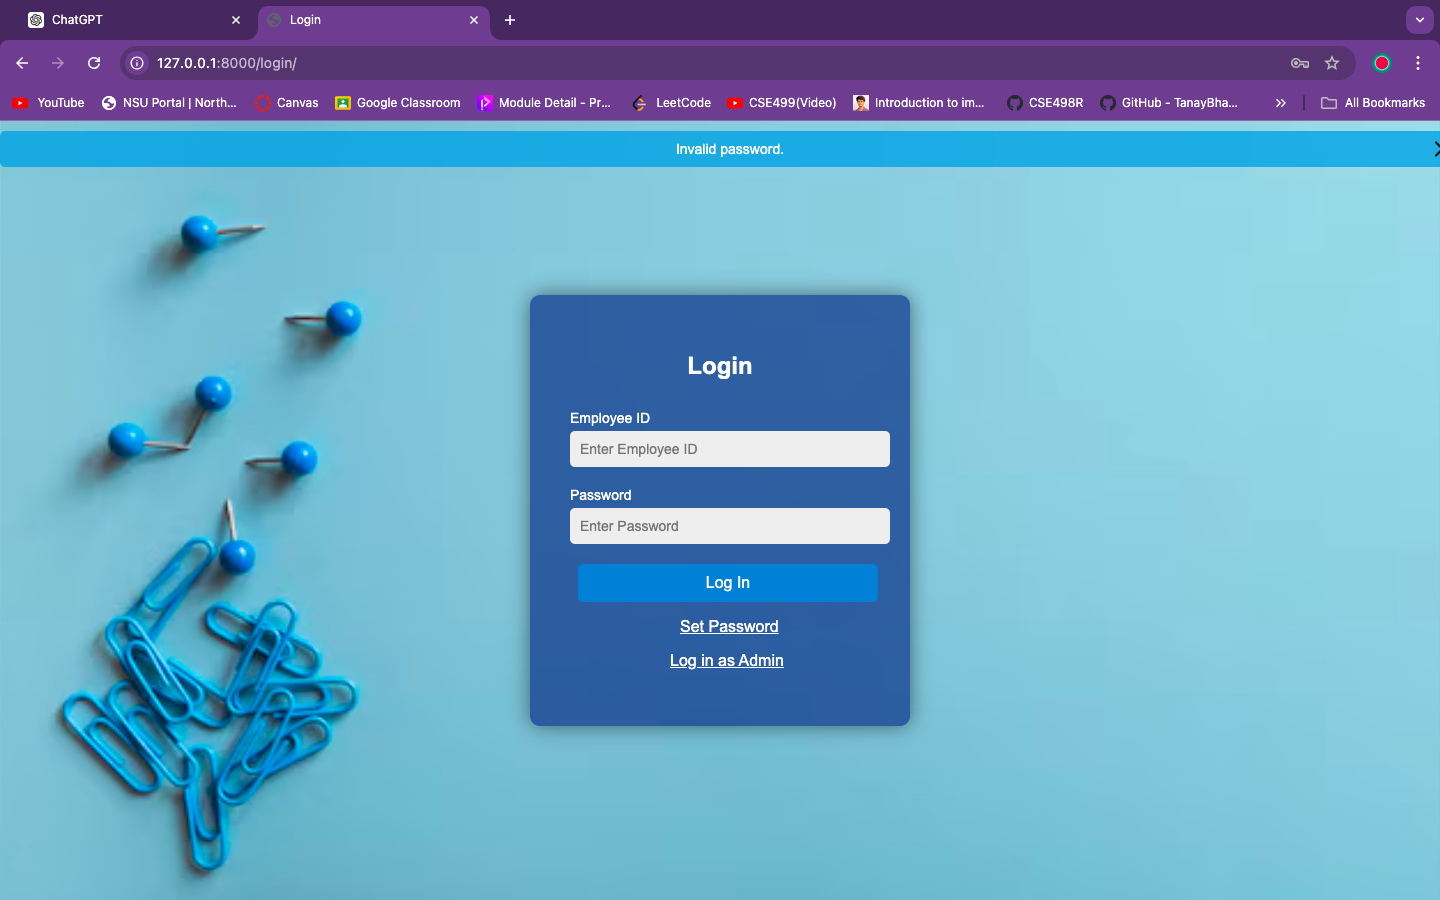 ChatGPT
Login
127.0.0.1:8000/login/
YouTube
NSU Portal | North...
Canvas
Google Classroom
Module Detail - Pr...
LeetCode
CSE499(Video)
Introduction to im...
CSE498R
GitHub - TanayBha...
All Bookmarks
Invalid password.
Login
Employee ID
Enter Employee ID
Password
Enter Password
Log In
Set Password
Log in as Admin